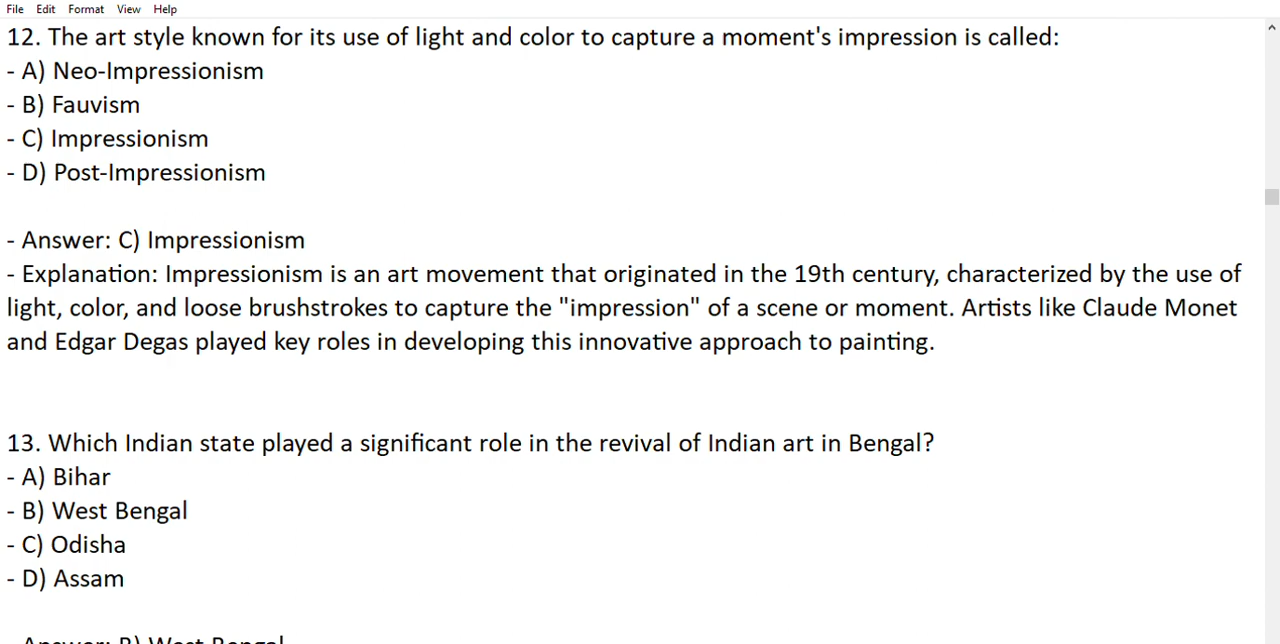 File Edit Format View Help
12. The art style known for its use of light and color to capture a moment's impression is called:
- A) Neo-Impressionism
- B) Fauvism
- C) Impressionism
- D) Post-Impressionism
- Answer: C) Impressionism
- Explanation: Impressionism is an art movement that originated in the 19th century, characterized by the use of
light, color, and loose brushstrokes to capture the "impression" of a scene or moment. Artists like Claude Monet
and Edgar Degas played key roles in developing this innovative approach to painting.
13. Which Indian state played a significant role in the revival of Indian art in Bengal?
- A) Bihar
- B) West Bengal
- C) Odisha
- D) Assam
- Answer: B) West Bengal